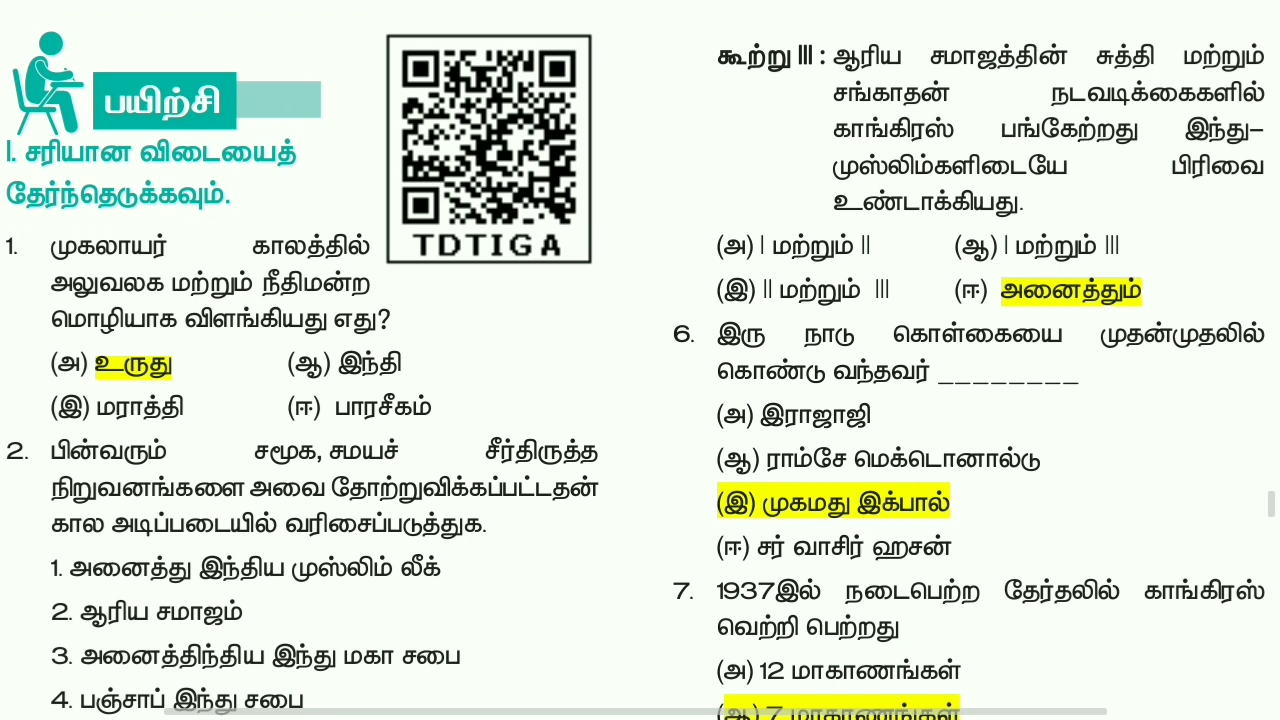 பயிற்சி
I. சரியான விடையைத்
தேர்ந்தெடுக்கவும்.
TDTIGA
1. முகலாயர் காலத்தில்
அலுவலக மற்றும் நீதிமன்ற
மொழியாக விளங்கியது எது?
(அ) உருது (ஆ) இந்தி
(இ) மராத்தி (ஈ) பாரசீகம்
2. பின்வரும் சமூக, சமயச் சீர்திருத்த
நிறுவனங்களை அவை தோற்றுவிக்கப்பட்டதன்
கால அடிப்படையில் வரிசைப்படுத்துக.
1. அனைத்து இந்திய முஸ்லிம் லீக்
2. ஆரிய சமாஜம்
3. அனைத்திந்திய இந்து மகா சபை
4. பஞ்சாப் இந்து சபை
கூற்று III : ஆரிய சமாஜத்தின் சுத்தி மற்றும்
சங்காதன் நடவடிக்கைகளில்
காங்கிரஸ் பங்கேற்றது இந்து–
முஸ்லிம்களிடையே பிரிவை
உண்டாக்கியது.
(அ) I மற்றும் II (ஆ) I மற்றும் III
(இ) II மற்றும் III (ஈ) அனைத்தும்
6. இரு நாடு கொள்கையை முதன்முதலில்
கொண்டு வந்தவர் ________
(அ) இராஜாஜி
(ஆ) ராம்சே மெக்டொனால்டு
(இ) முகமது இக்பால்
(ஈ) சர் வாசிர் ஹசன்
7. 1937இல் நடைபெற்ற தேர்தலில் காங்கிரஸ்
வெற்றி பெற்றது
(அ) 12 மாகாணங்கள்
(ஆ) 7 மாகாணங்கள்